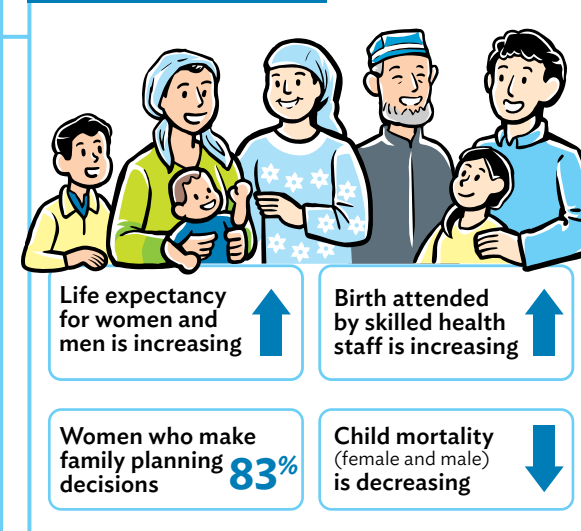 Life expectancy
for women and
men is increasing
Birth attended
by skilled health
staff is increasing
Women who make
family planning
decisions
83%
Child mortality
(female and male)
is decreasing